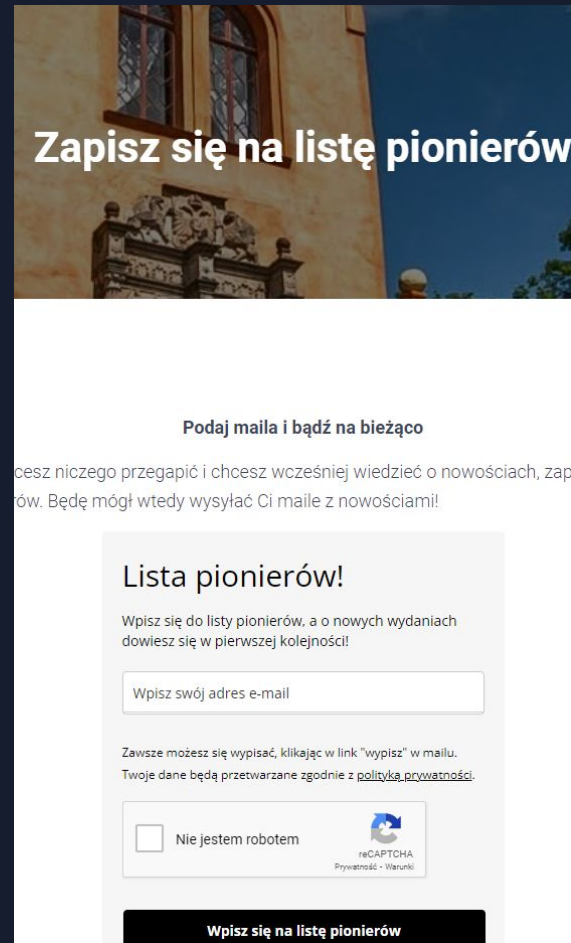 Zapisz się na listę pionierów
Podaj maila i bądź na bieżąco
cesz niczego przegapić i chcesz wcześniej wiedzieć o nowościach, zap
rów. Będę mógł wtedy wysyłać Ci maile z nowościami!
Lista pionierów!
Wpisz się do listy pionierów, a o nowych wydaniach
dowiesz się w pierwszej kolejności!
Wpisz swój adres e-mail
Zawsze możesz się wypisać, klikając w link "wypisz" w mailu.
Twoje dane będą przetwarzane zgodnie z polityką prywatności.
Nie jestem robotem
reCAPTCHA
Prywatność - Warunki
Wpisz się na listę pionierów